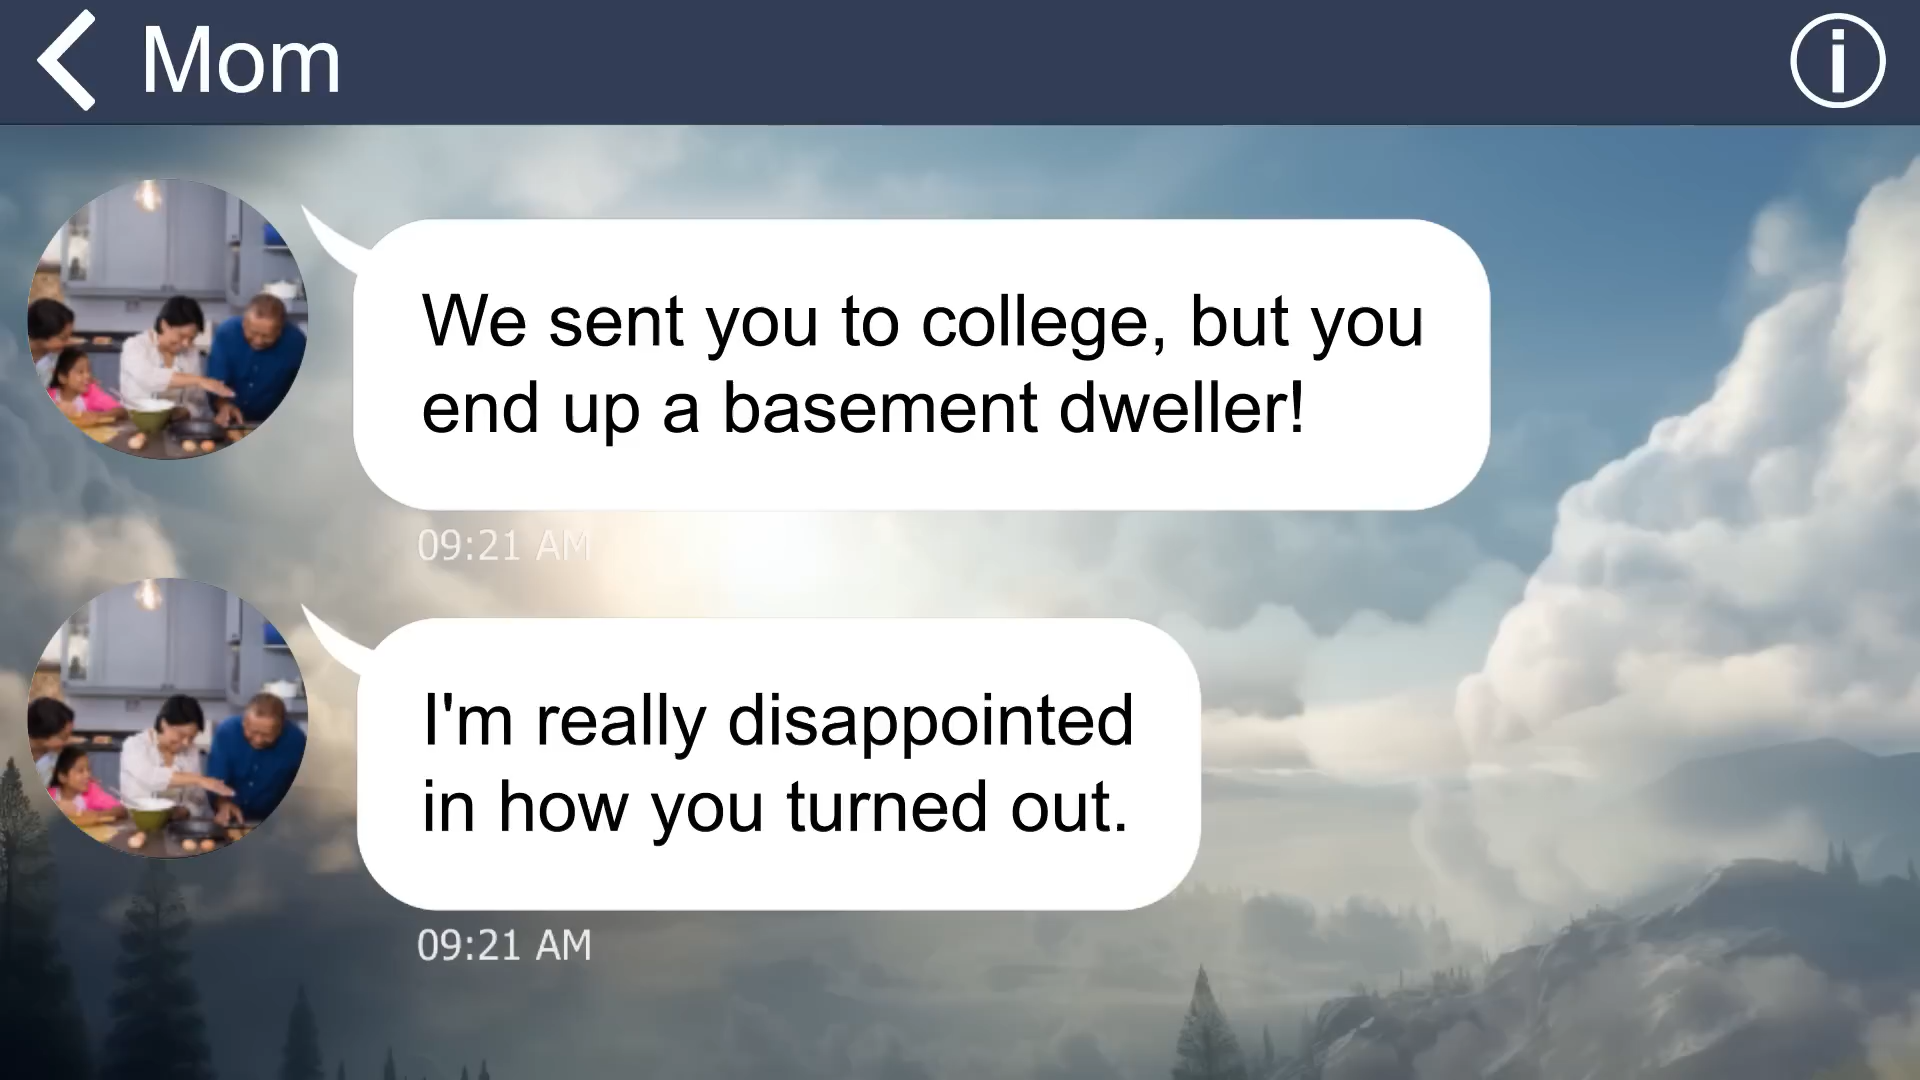 Mom
We sent you to college, but you
end up a basement dweller!
09:21 AM
I'm really disappointed
in how you turned out.
09:21 AM